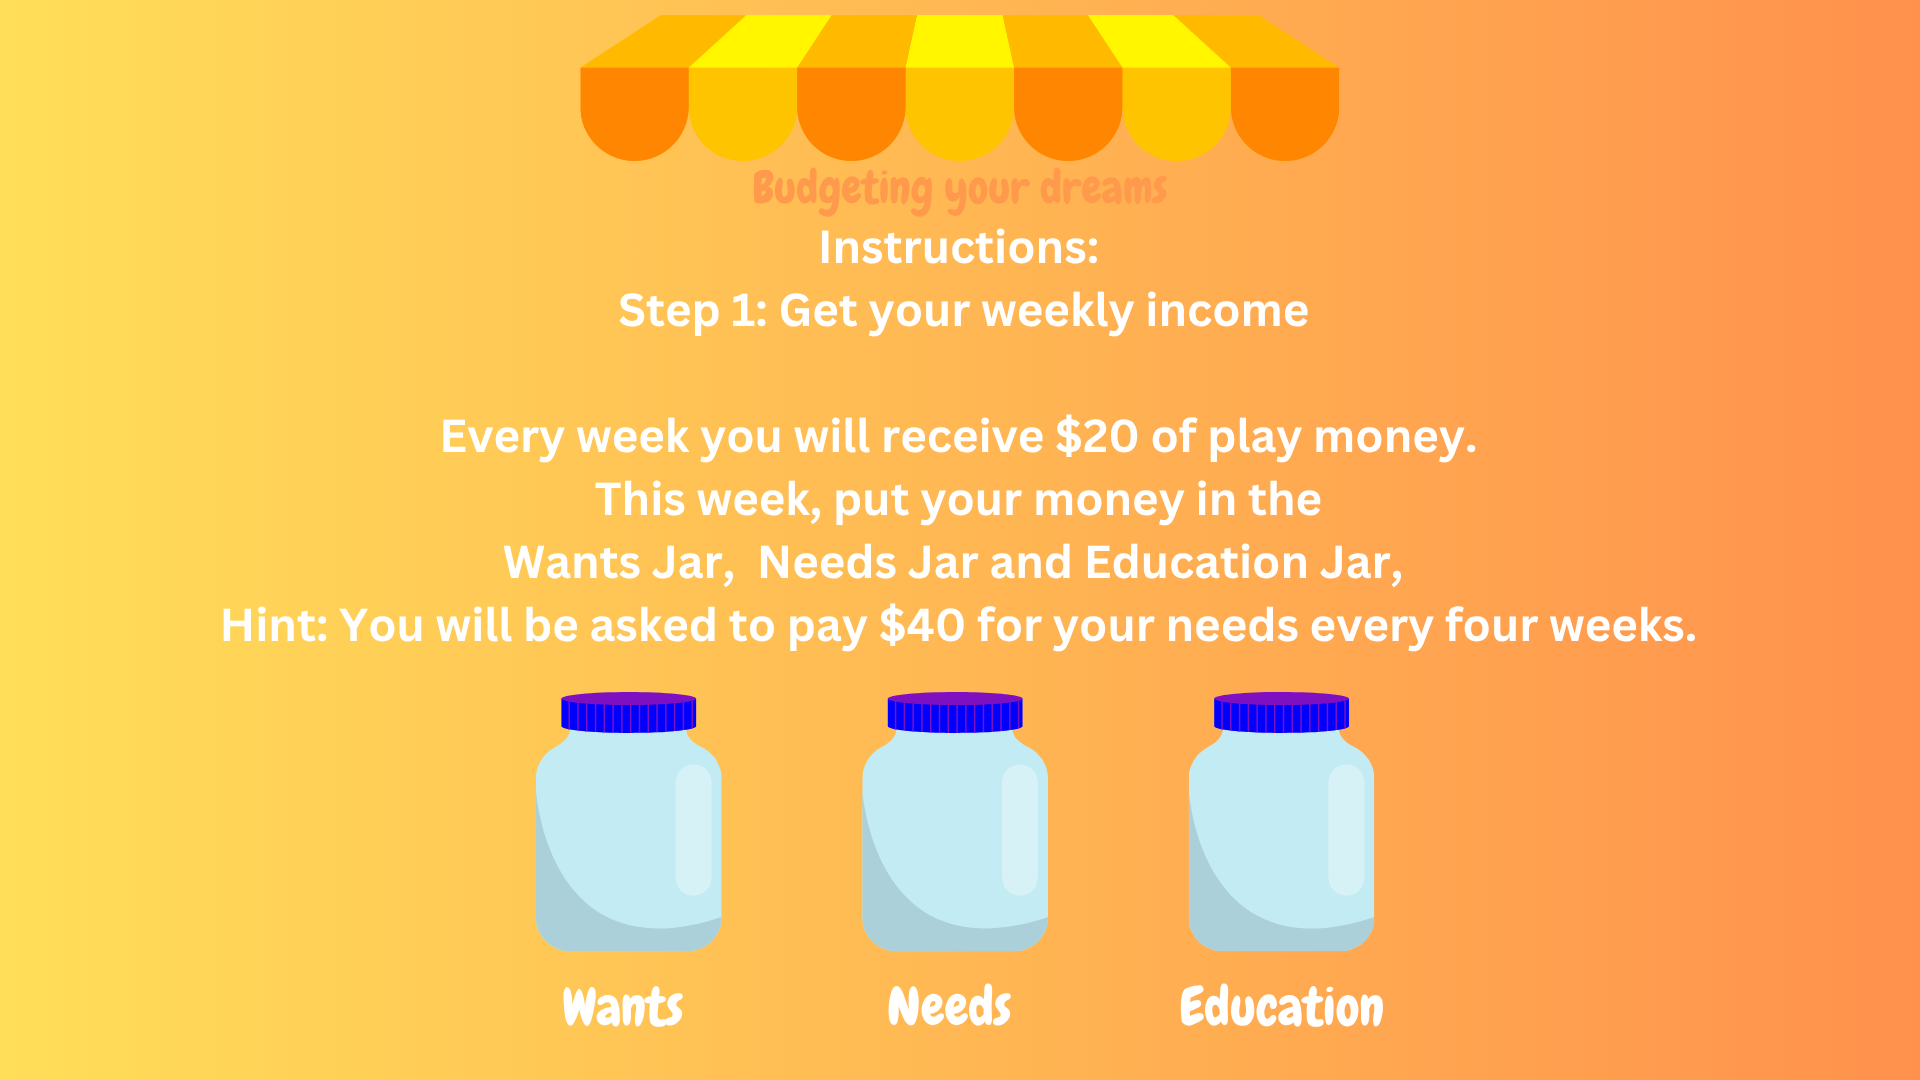 Budgeting your dreams
Instructions:
Step 1: Get your weekly income
Every week you will receive $20 of play money.
This week, put your money in the
Wants Jar,  Needs Jar and Education Jar,
Hint: You will be asked to pay $40 for your needs every four weeks.
Wants
Needs
Education